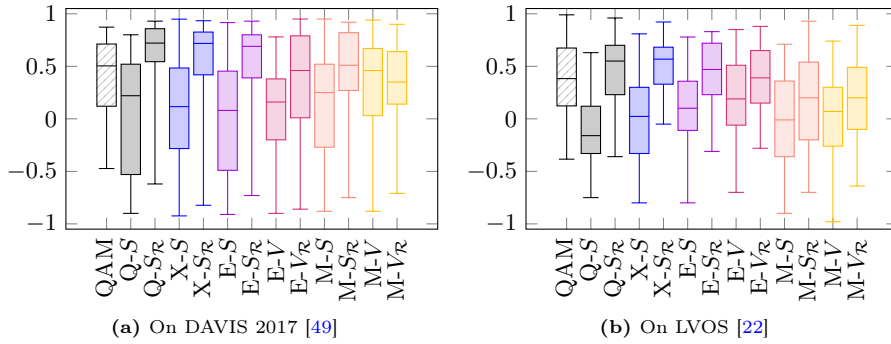 1
0.5
0
−0.5
−1
QAM
Q-S
Q-S_R
X-S
X-S_R
E-S
E-S_R
E-V
E-V_R
M-S
M-S_R
M-V
M-V_R
(a) On DAVIS 2017 [49]
1
0.5
0
−0.5
−1
QAM
Q-S
Q-S_R
X-S
X-S_R
E-S
E-S_R
E-V
E-V_R
M-S
M-S_R
M-V
M-V_R
(b) On LVOS [22]